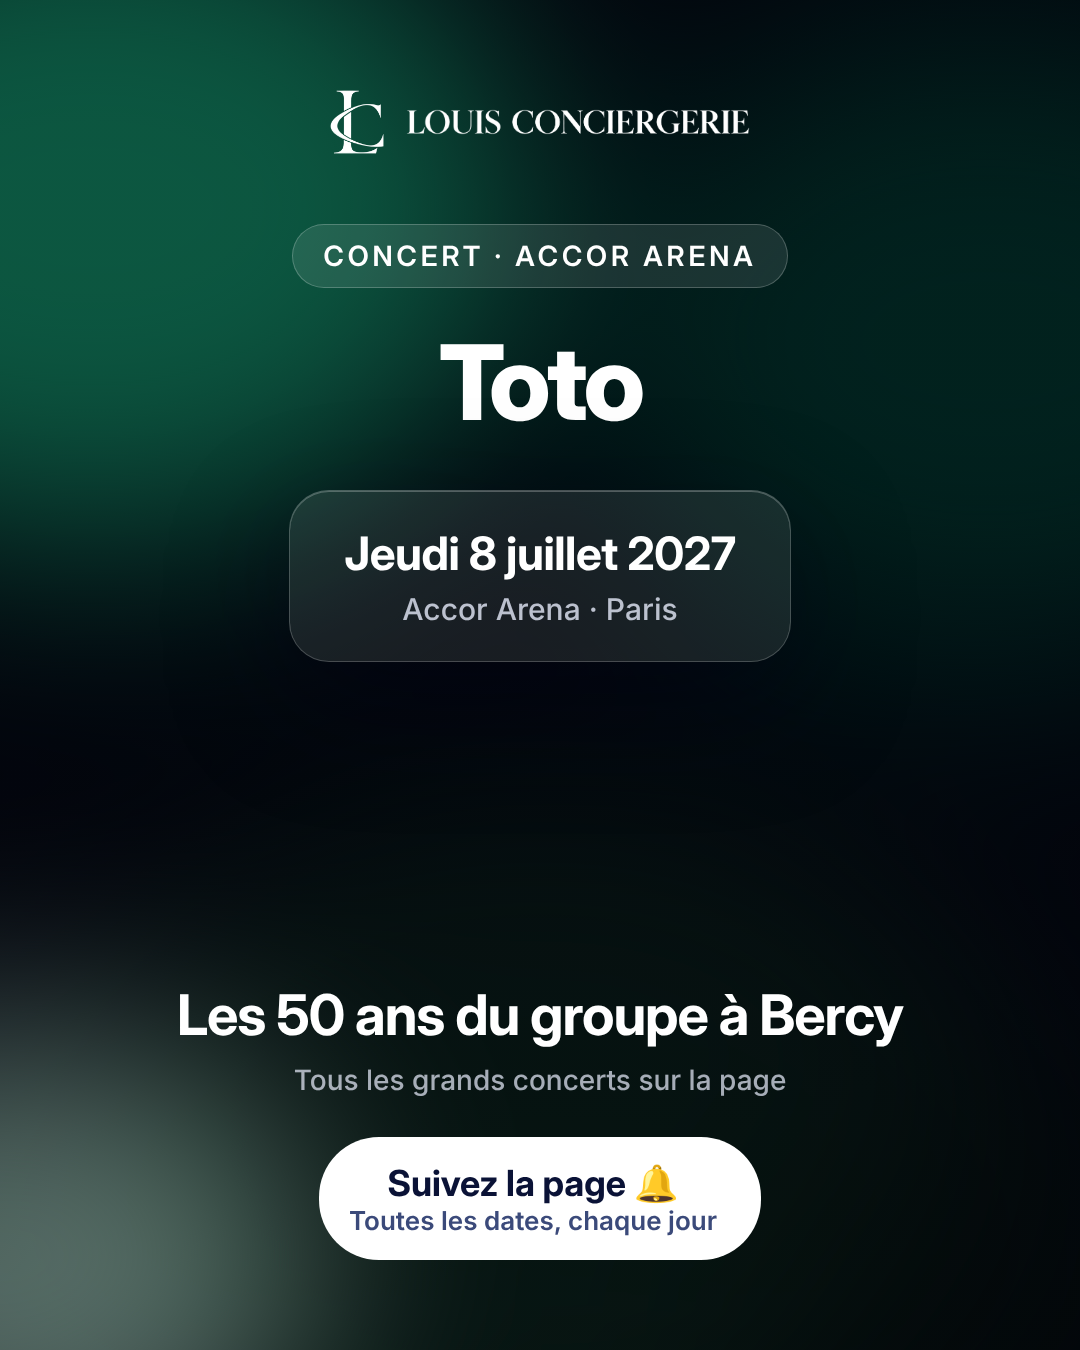 LC LOUIS CONCIERGERIE
CONCERT · ACCOR ARENA
Toto
Jeudi 8 juillet 2027
Accor Arena · Paris
Les 50 ans du groupe à Bercy
Tous les grands concerts sur la page
Suivez la page 🔔
Toutes les dates, chaque jour